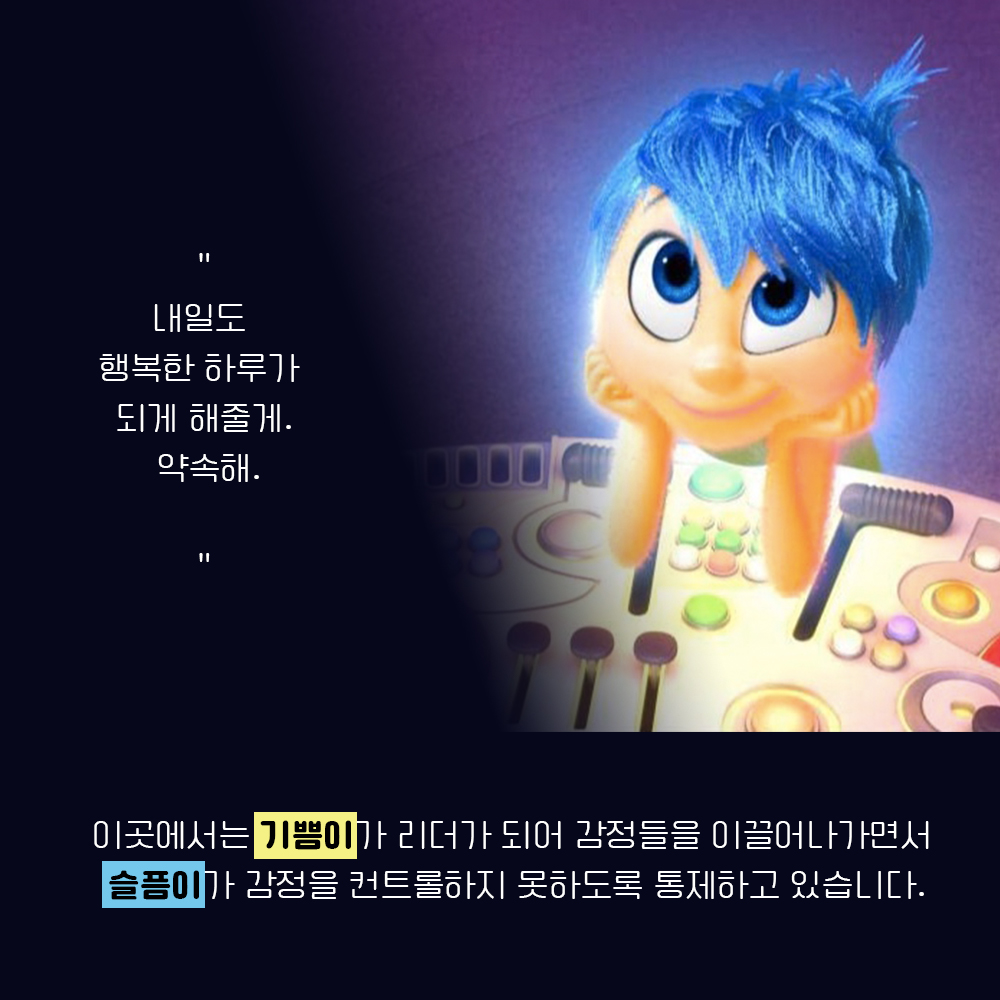 "
내일도
행복한 하루가
되게 해줄게.
약속해.
"
이곳에서는 기쁨이가 리더가 되어 감정들을 이끌어나가면서
슬픔이가 감정을 컨트롤하지 못하도록 통제하고 있습니다.